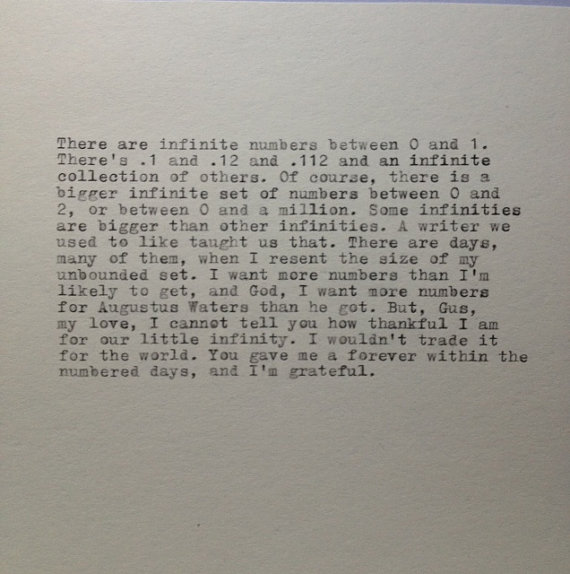 There are infinite numbers between 0 and 1.
There's .1 and .12 and .112 and an infinite
collection of others. Of course, there is a
bigger infinite set of numbers between 0 and
2, or between 0 and a million. Some infinities
are bigger than other infinities. A writer we
used to like taught us that. There are days,
many of them, when I resent the size of my
unbounded set. I want more numbers than I'm
likely to get, and God, I want more numbers
for Augustus Waters than he got. But, Gus,
my love, I cannot tell you how thankful I am
for our little infinity. I wouldn't trade it
for the world. You gave me a forever within the
numbered days, and I'm grateful.